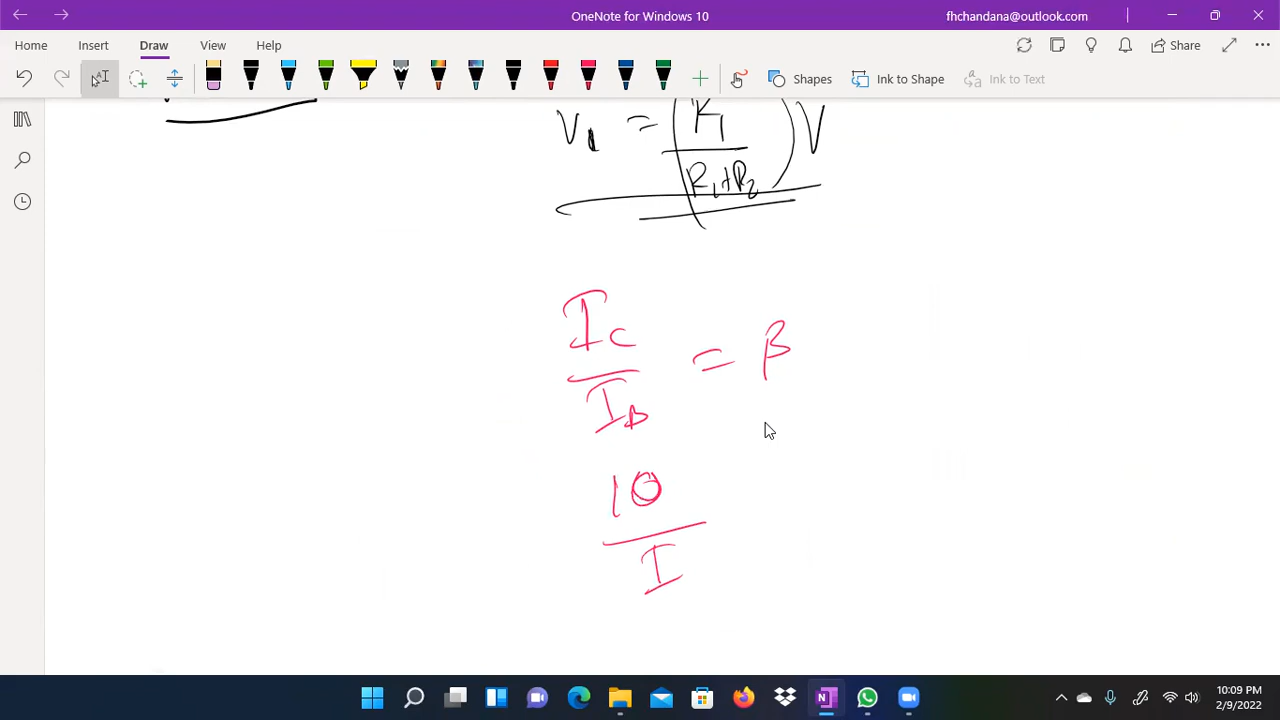 OneNote for Windows 10
fhchandana@outlook.com
Home
Insert
Draw
View
Help
Share
Shapes
Ink to Shape
Ink to Text
V1 = (R1 / (R1+R2)) V
IC / IB = β
10 / I
10:09 PM
2/9/2022